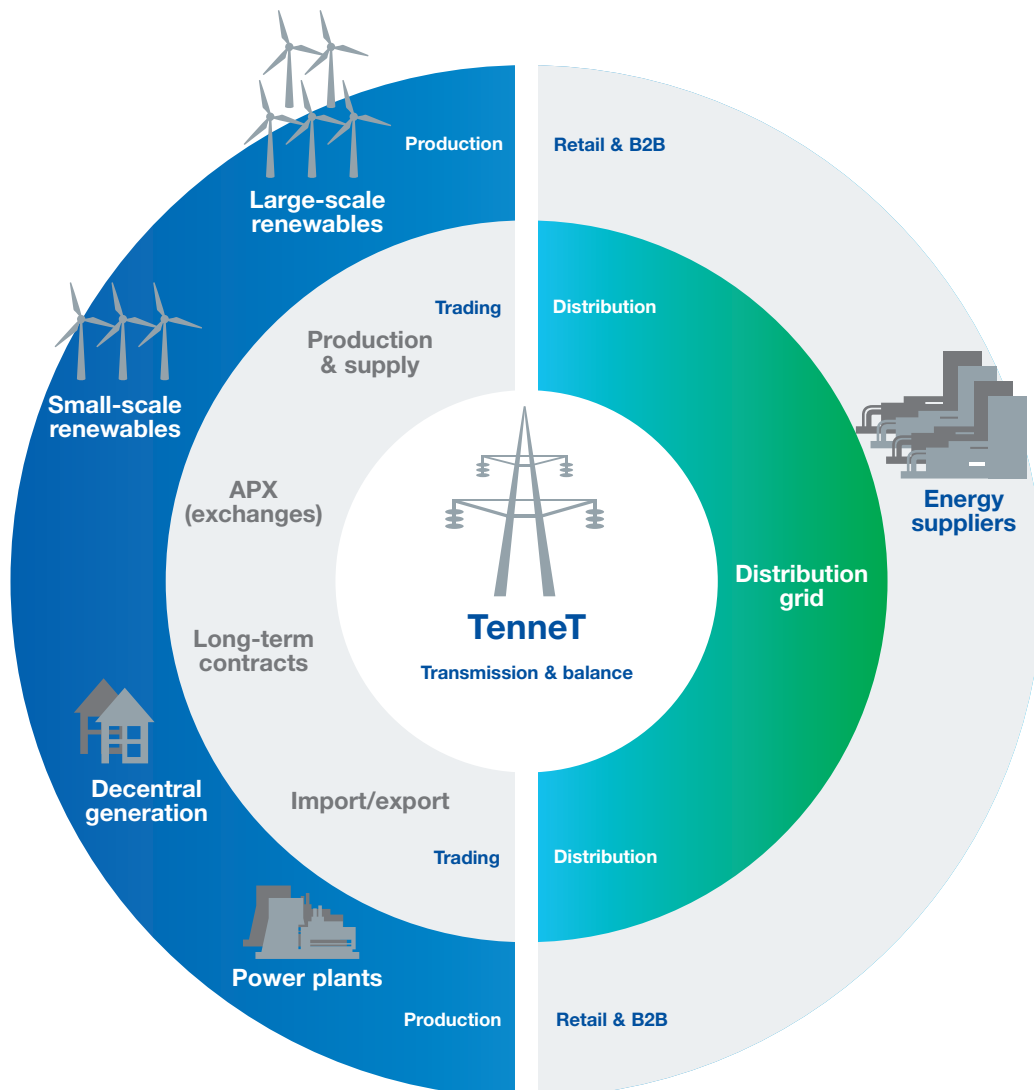 Production
Retail & B2B
Large-scale
renewables
Trading
Distribution
Production
& supply
Small-scale
renewables
APX
(exchanges)
Energy
suppliers
Distribution
grid
TenneT
Transmission & balance
Long-term
contracts
Decentral
generation
Import/export
Trading
Distribution
Power plants
Production
Retail & B2B